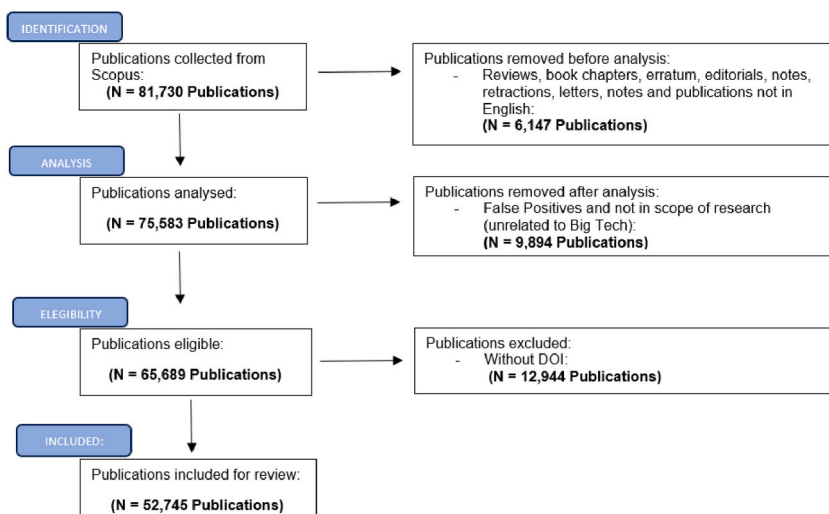 IDENTIFICATION
Publications collected from
Scopus:
(N = 81,730 Publications)
Publications removed before analysis:
- Reviews, book chapters, erratum, editorials, notes,
retractions, letters, notes and publications not in
English:
(N = 6,147 Publications)
ANALYSIS
Publications analysed:
(N = 75,583 Publications)
Publications removed after analysis:
- False Positives and not in scope of research
(unrelated to Big Tech):
(N = 9,894 Publications)
ELEGIBILITY
Publications eligible:
(N = 65,689 Publications)
Publications excluded:
- Without DOI:
(N = 12,944 Publications)
INCLUDED:
Publications included for review:
(N = 52,745 Publications)